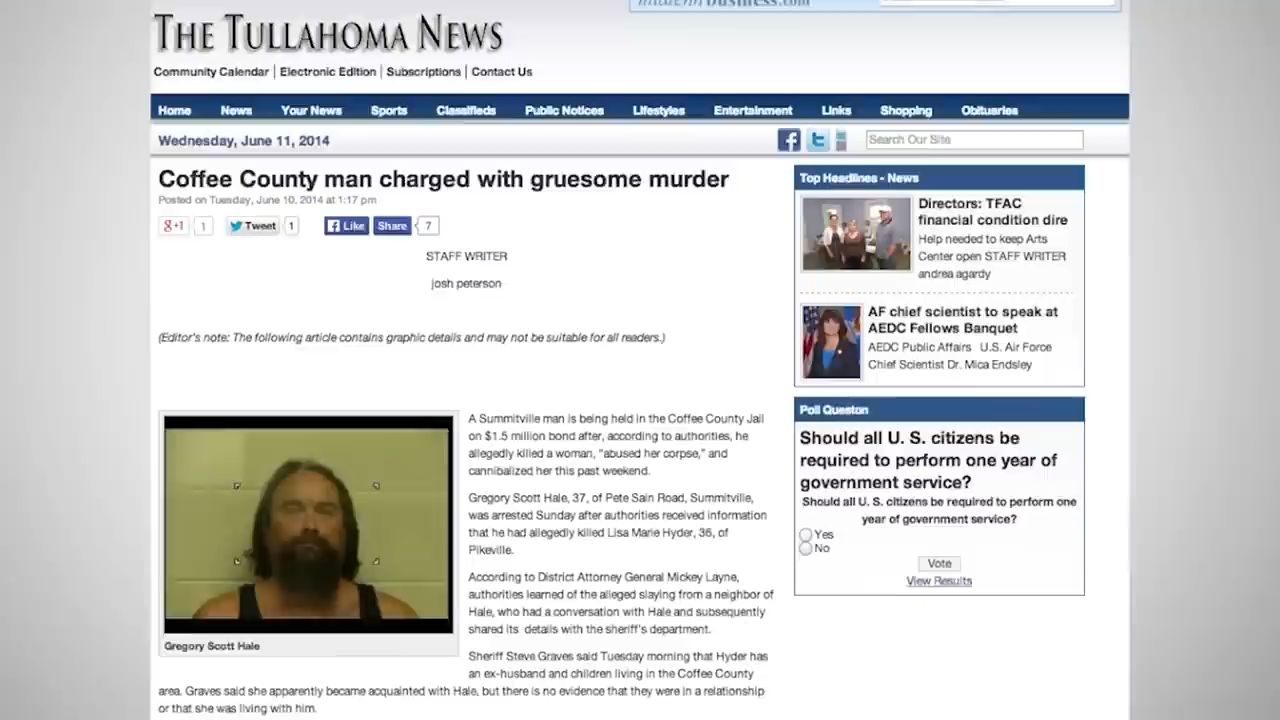 THE TULLAHOMA NEWS
Community Calendar | Electronic Edition | Subscriptions | Contact Us
Home News Your News Sports Classifieds Public Notices Lifestyles Entertainment Links Shopping Obituaries
Wednesday, June 11, 2014
Search Our Site
Coffee County man charged with gruesome murder
Posted on Tuesday, June 10, 2014 at 1:17 pm
g+1 1 Tweet 1 Like Share 7
STAFF WRITER
josh peterson
(Editor's note: The following article contains graphic details and may not be suitable for all readers.)
A Summitville man is being held in the Coffee County Jail
on $1.5 million bond after, according to authorities, he
allegedly killed a woman, "abused her corpse," and
cannibalized her this past weekend.
Gregory Scott Hale, 37, of Pete Sain Road, Summitville,
was arrested Sunday after authorities received information
that he had allegedly killed Lisa Marie Hyder, 36, of
Pikeville.
According to District Attorney General Mickey Layne,
authorities learned of the alleged slaying from a neighbor of
Hale, who had a conversation with Hale and subsequently
shared its details with the sheriff's department.
Gregory Scott Hale
Sheriff Steve Graves said Tuesday morning that Hyder has
an ex-husband and children living in the Coffee County
area. Graves said she apparently became acquainted with Hale, but there is no evidence that they were in a relationship
or that she was living with him.
Top Headlines - News
Directors: TFAC
financial condition dire
Help needed to keep Arts
Center open STAFF WRITER
andrea agardy
AF chief scientist to speak at
AEDC Fellows Banquet
AEDC Public Affairs U.S. Air Force
Chief Scientist Dr. Mica Endsley
Poll Queston
Should all U. S. citizens be
required to perform one year of
government service?
Should all U. S. citizens be required to perform one
year of government service?
Yes
No
Vote
View Results